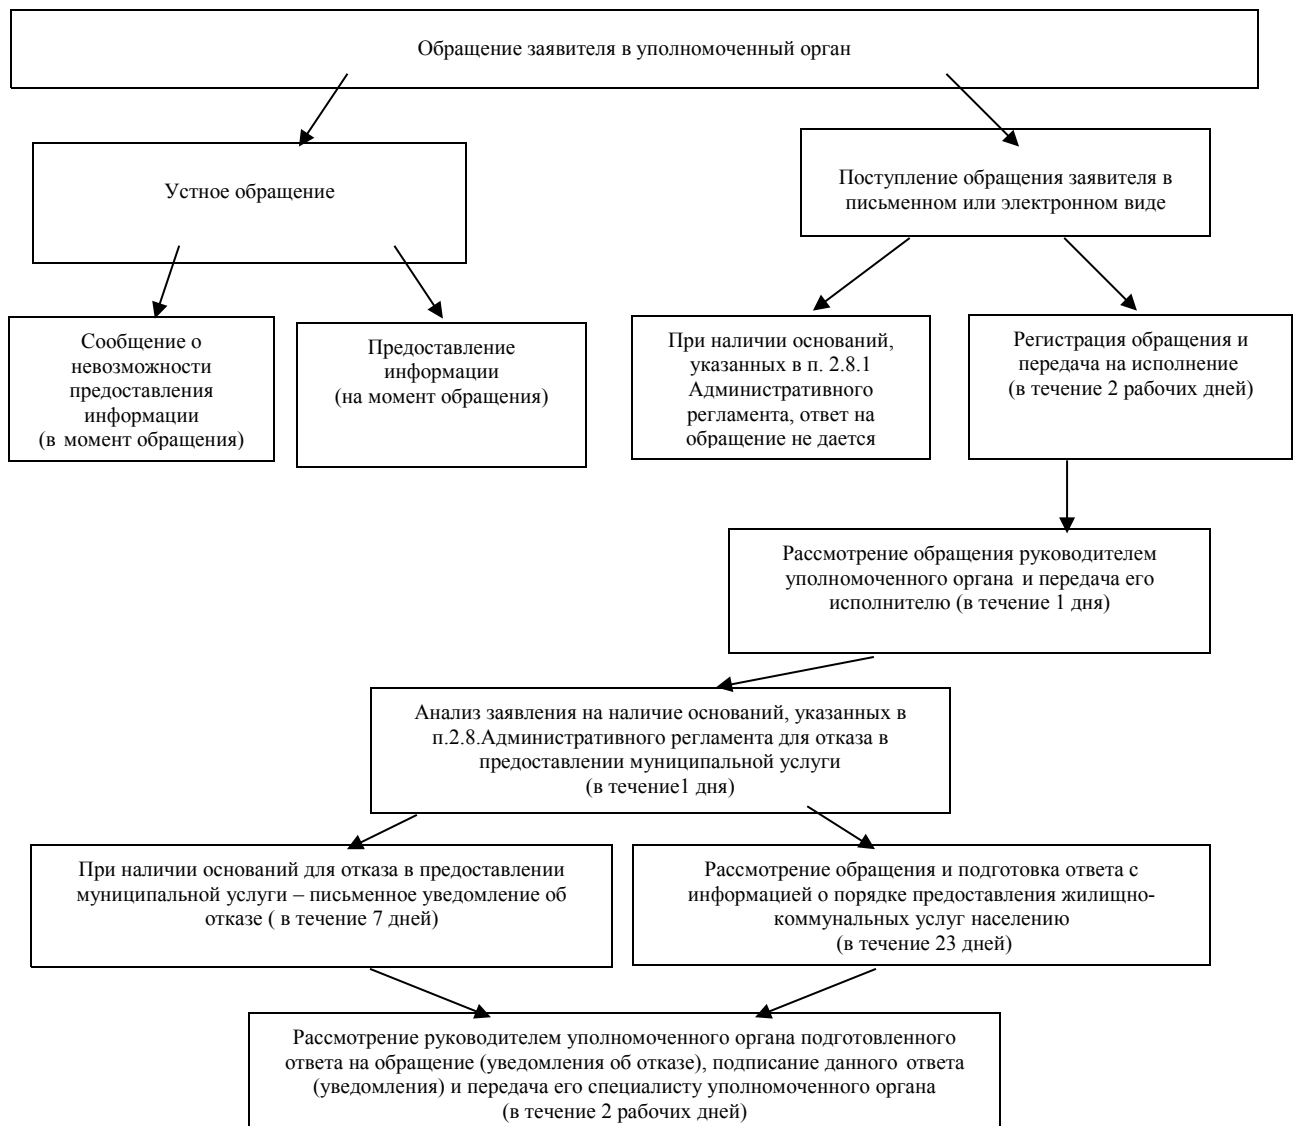 Обращение заявителя в уполномоченный орган
Устное обращение
Поступление обращения заявителя в
письменном или электронном виде
Сообщение о
невозможности
предоставления
информации
(в момент обращения)
Предоставление
информации
(на момент обращения)
При наличии оснований,
указанных в п. 2.8.1
Административного
регламента, ответ на
обращение не дается
Регистрация обращения и
передача на исполнение
(в течение 2 рабочих дней)
Рассмотрение обращения руководителем
уполномоченного органа и передача его
исполнителю (в течение 1 дня)
Анализ заявления на наличие оснований, указанных в
п.2.8.Административного регламента для отказа в
предоставлении муниципальной услуги
(в течение1 дня)
При наличии оснований для отказа в предоставлении
муниципальной услуги – письменное уведомление об
отказе ( в течение 7 дней)
Рассмотрение обращения и подготовка ответа с
информацией о порядке предоставления жилищно-
коммунальных услуг населению
(в течение 23 дней)
Рассмотрение руководителем уполномоченного органа подготовленного
ответа на обращение (уведомления об отказе), подписание данного ответа
(уведомления) и передача его специалисту уполномоченного органа
(в течение 2 рабочих дней)